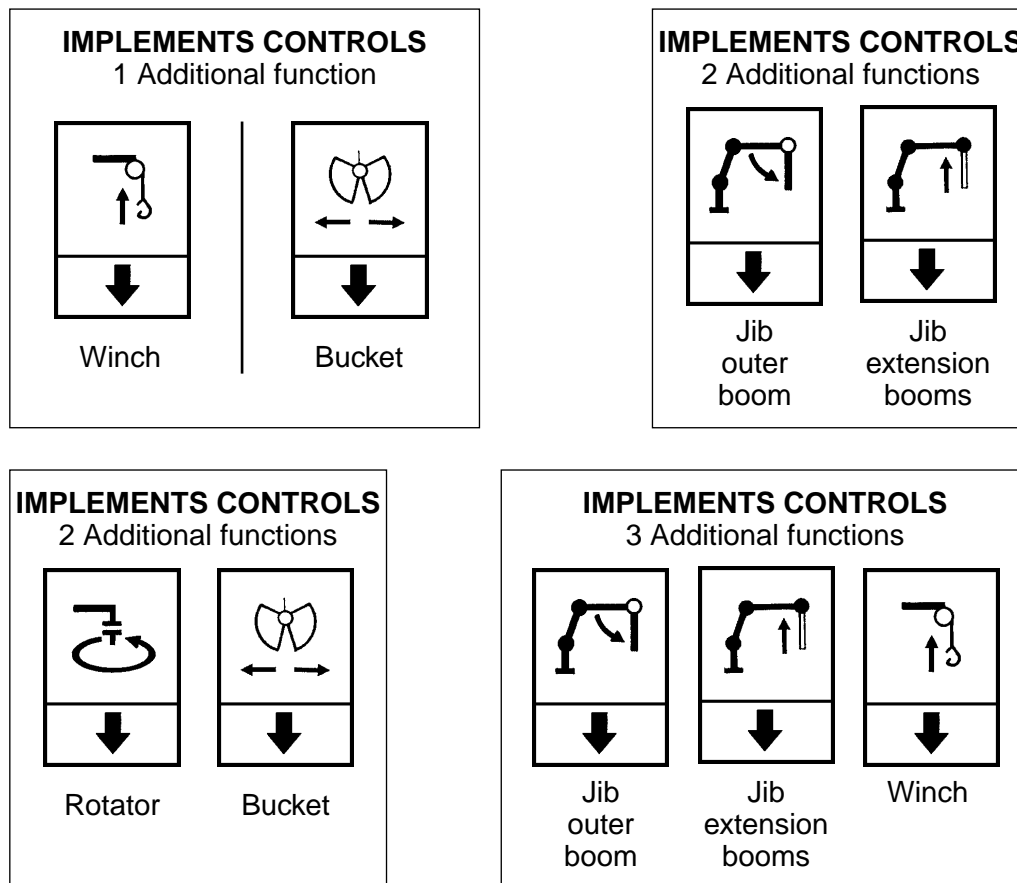 IMPLEMENTS CONTROLS
1 Additional function
Winch
Bucket
IMPLEMENTS CONTROLS
2 Additional functions
Jib
outer
boom
Jib
extension
booms
IMPLEMENTS CONTROLS
2 Additional functions
Rotator
Bucket
IMPLEMENTS CONTROLS
3 Additional functions
Jib
outer
boom
Jib
extension
booms
Winch